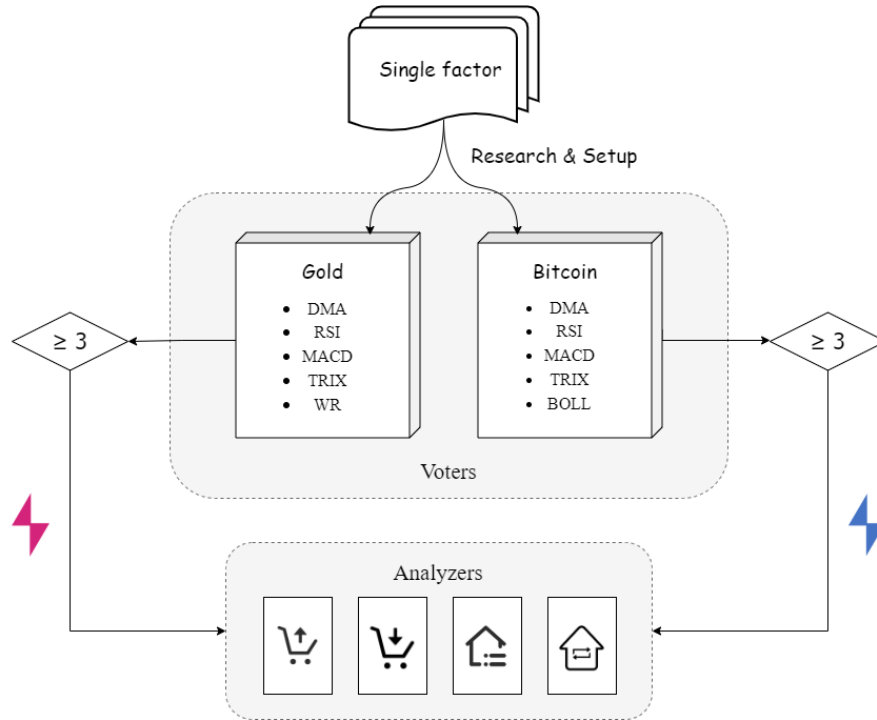 Single factor
Research & Setup
Gold
• DMA
• RSI
• MACD
• TRIX
• WR
Bitcoin
• DMA
• RSI
• MACD
• TRIX
• BOLL
≥ 3
≥ 3
Voters
Analyzers